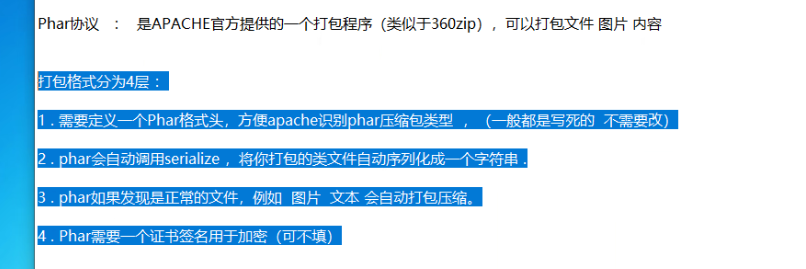 Phar协议 ： 是APACHE官方提供的一个打包程序（类似于360zip），可以打包文件 图片 内容
打包格式分为4层：
1 . 需要定义一个Phar格式头，方便apache识别phar压缩包类型 ，（一般都是写死的 不需要改）
2 . phar会自动调用serialize ，将你打包的类文件自动序列化成一个字符串 .
3 . phar如果发现是正常的文件，例如 图片 文本 会自动打包压缩。
4 . Phar需要一个证书签名用于加密（可不填）